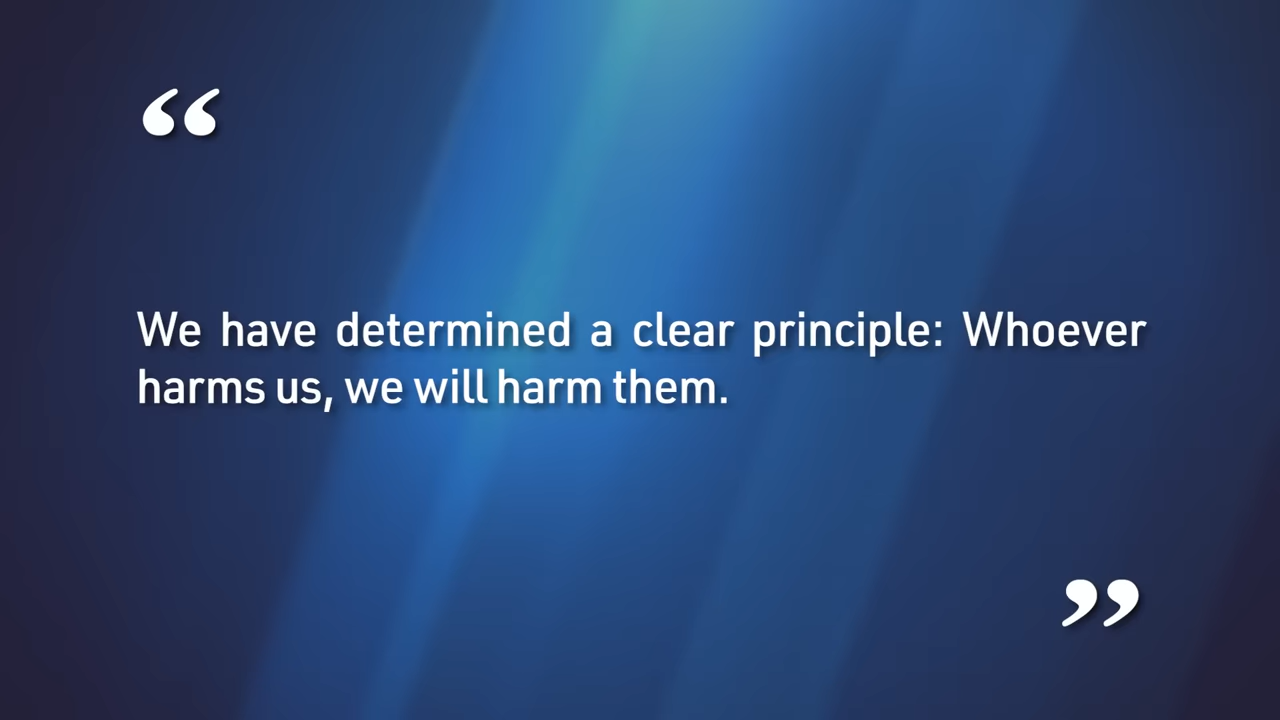 “
We have determined a clear principle: Whoever
harms us, we will harm them.
”